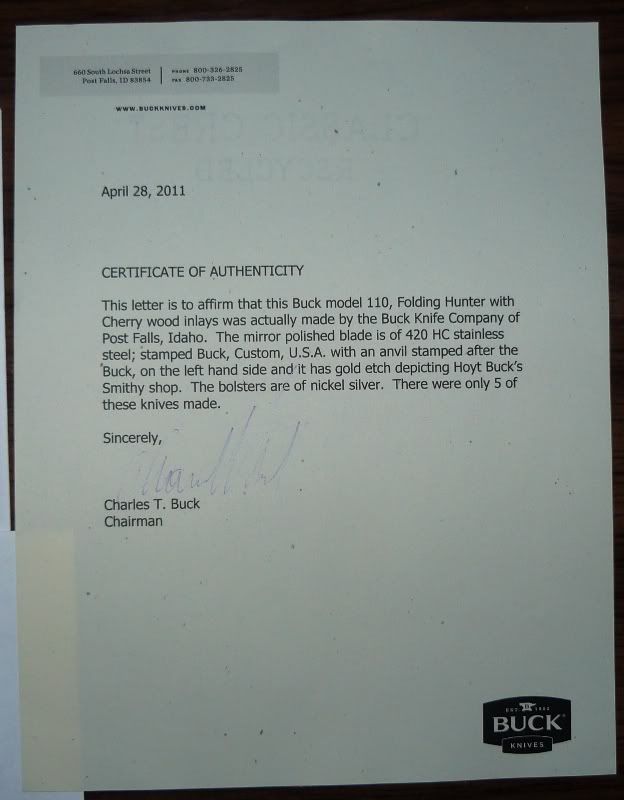 660 South Lochsa Street
Post Falls, ID 83854
PHONE 800-326-2825
FAX 800-733-2825
WWW.BUCKKNIVES.COM
CLASSIC CREST
RECYCLED
April 28, 2011
CERTIFICATE OF AUTHENTICITY
This letter is to affirm that this Buck model 110, Folding Hunter with
Cherry wood inlays was actually made by the Buck Knife Company of
Post Falls, Idaho. The mirror polished blade is of 420 HC stainless
steel; stamped Buck, Custom, U.S.A. with an anvil stamped after the
Buck, on the left hand side and it has gold etch depicting Hoyt Buck's
Smithy shop. The bolsters are of nickel silver. There were only 5 of
these knives made.
Sincerely,
Charles T. Buck
Chairman
EST. 1902
BUCK®
KNIVES